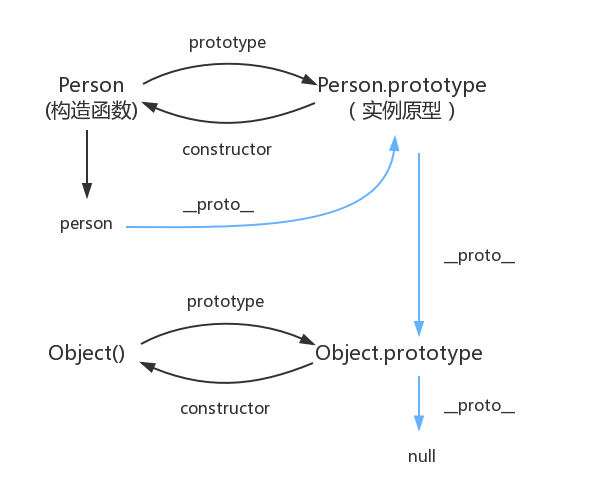 prototype
Person
(构造函数)
Person.prototype
（实例原型）
constructor
person
__proto__
__proto__
prototype
Object()
Object.prototype
constructor
__proto__
null